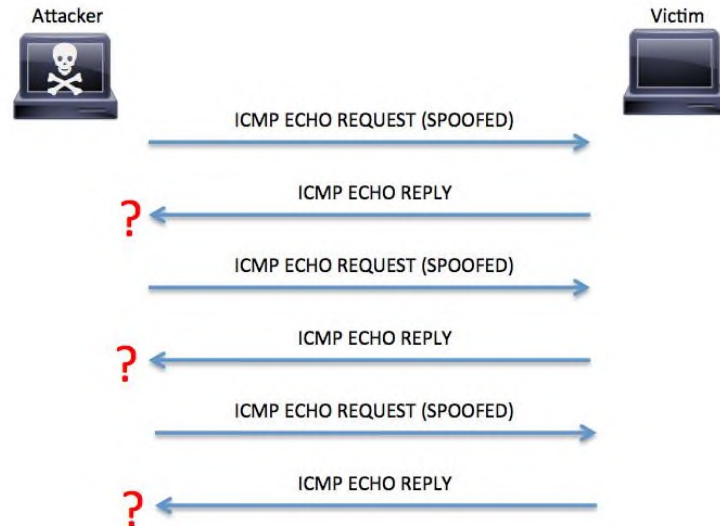 Attacker
Victim
ICMP ECHO REQUEST (SPOOFED)
ICMP ECHO REPLY
?
ICMP ECHO REQUEST (SPOOFED)
ICMP ECHO REPLY
?
ICMP ECHO REQUEST (SPOOFED)
ICMP ECHO REPLY
?